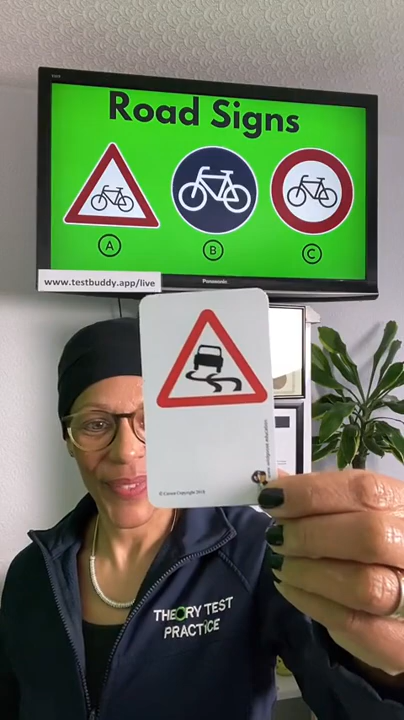 Road Signs
A
B
C
www.testbuddy.app/live
Panasonic
THEORY TEST
PRACTICE